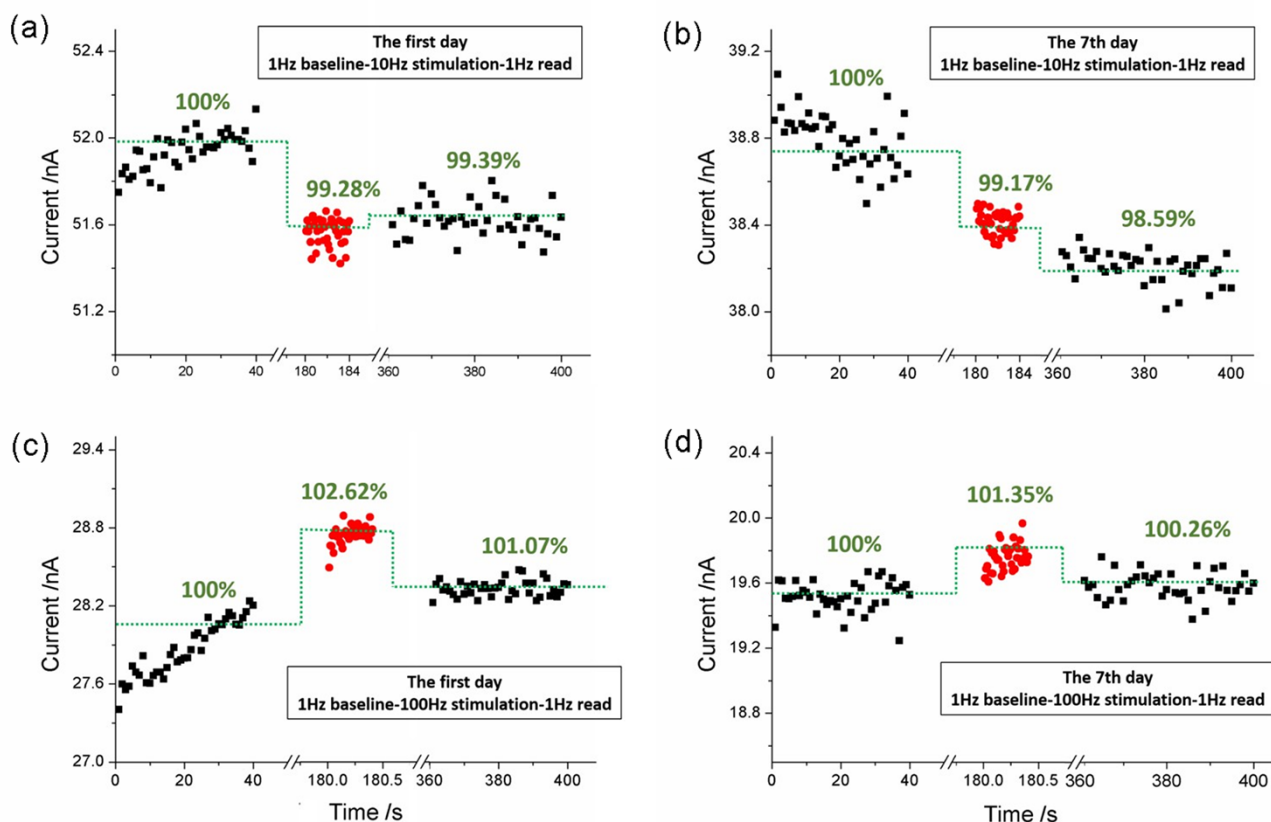 (a)
The first day
1Hz baseline-10Hz stimulation-1Hz read
52.4
52.0
51.6
51.2
Current /nA
100%
99.28%
99.39%
0 20 40 180 184 360 380 400
(b)
The 7th day
1Hz baseline-10Hz stimulation-1Hz read
39.2
38.8
38.4
38.0
Current /nA
100%
99.17%
98.59%
0 20 40 180 184 360 380 400
(c)
29.4
28.8
28.2
27.6
27.0
Current /nA
100%
102.62%
101.07%
The first day
1Hz baseline-100Hz stimulation-1Hz read
0 20 40 180.0 180.5 360 380 400
Time /s
(d)
20.4
20.0
19.6
19.2
18.8
Current /nA
100%
101.35%
100.26%
The 7th day
1Hz baseline-100Hz stimulation-1Hz read
0 20 40 180.0 180.5 360 380 400
Time /s